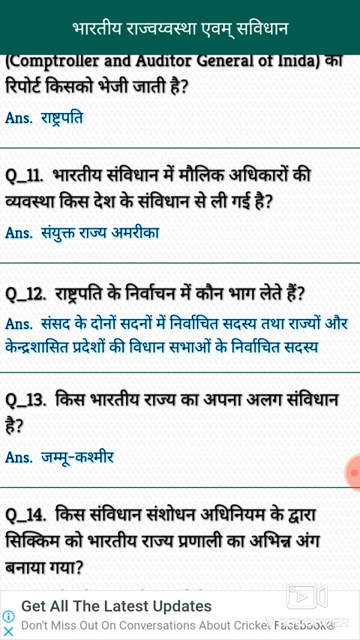 भारतीय राज्वय्वस्था एवम् सविधान
(Comptroller and Auditor General of Inida) की
रिपोर्ट किसको भेजी जाती है?
Ans. राष्ट्रपति
Q_11. भारतीय संविधान में मौलिक अधिकारों की
व्यवस्था किस देश के संविधान से ली गई है?
Ans. संयुक्त राज्य अमरीका
Q_12. राष्ट्रपति के निर्वाचन में कौन भाग लेते हैं?
Ans. संसद के दोनों सदनों में निर्वाचित सदस्य तथा राज्यों और
केन्द्रशासित प्रदेशों की विधान सभाओं के निर्वाचित सदस्य
Q_13. किस भारतीय राज्य का अपना अलग संविधान
है?
Ans. जम्मू-कश्मीर
Q_14. किस संविधान संशोधन अधिनियम के द्वारा
सिक्किम को भारतीय राज्य प्रणाली का अभिन्न अंग
बनाया गया?
Get All The Latest Updates
Don't Miss Out On Conversations About Cricket Facebook®